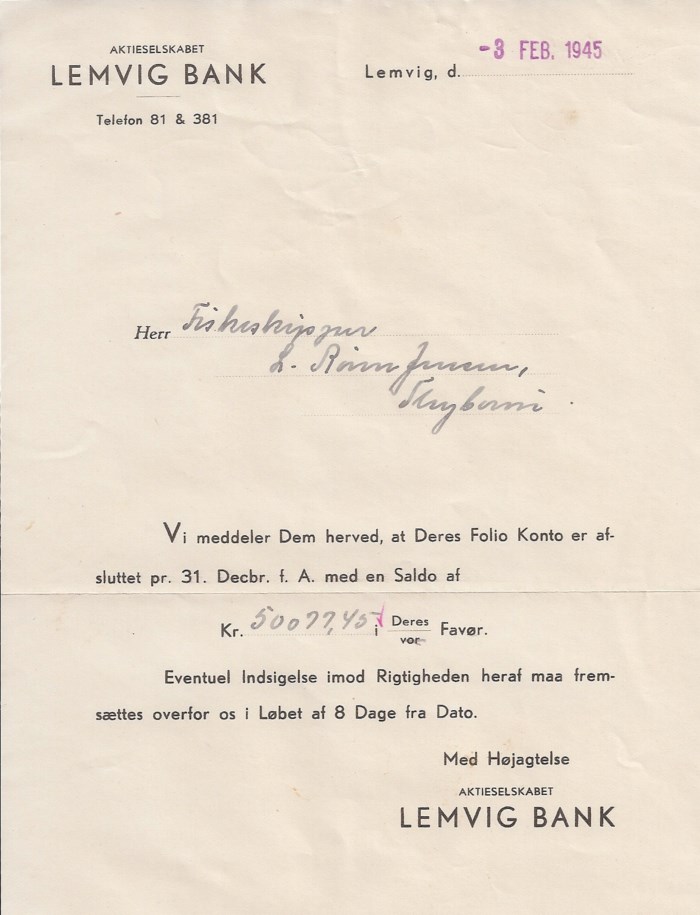 AKTIESELSKABET
LEMVIG BANK
Telefon 81 & 381
Lemvig, d. -3 FEB. 1945
Herr Fiskeskipper
L. Rønn Jensen,
Thyborøn.
Vi meddeler Dem herved, at Deres Folio Konto er af-
sluttet pr. 31. Decbr. f. A. med en Saldo af
Kr. 50077,45 i Deres
vor Favør.
Eventuel Indsigelse imod Rigtigheden heraf maa frem-
sættes overfor os i Løbet af 8 Dage fra Dato.
Med Højagtelse
AKTIESELSKABET
LEMVIG BANK